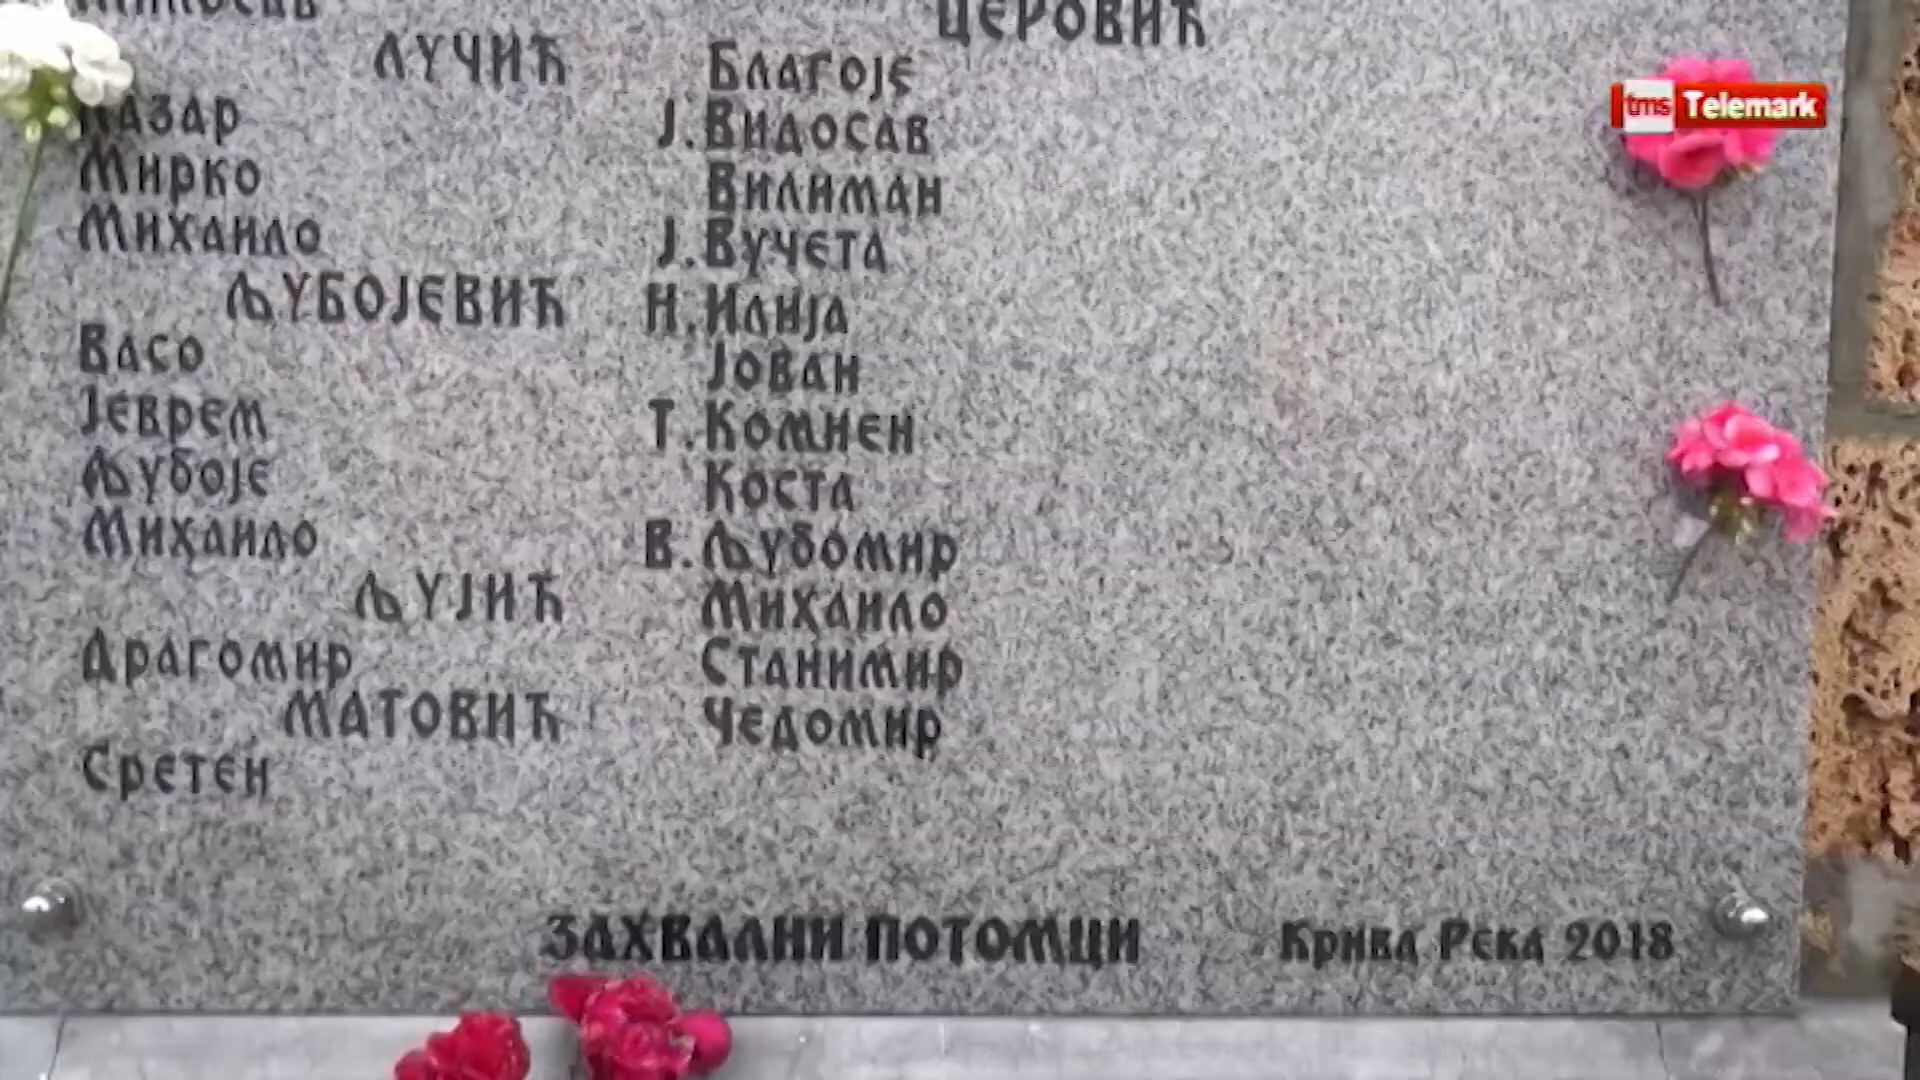 ЛУЧИЋ
Лазар
Мирко
Михаило
ЉУБОЈЕВИЋ
Васо
Јеврем
Љубоје
Михаило
ЉУЈИЋ
Драгомир
МАТОВИЋ
Сретен
ЦЕРОВИЋ
Благоје
Ј. Видосав
Вилиман
Ј. Вучета
Н. Илија
Јован
Т. Комнен
Коста
В. Љубомир
Михаило
Станимир
Чедомир
ЗАХВАЛНИ ПОТОМЦИ
Крива Река 2018
tms Telemark